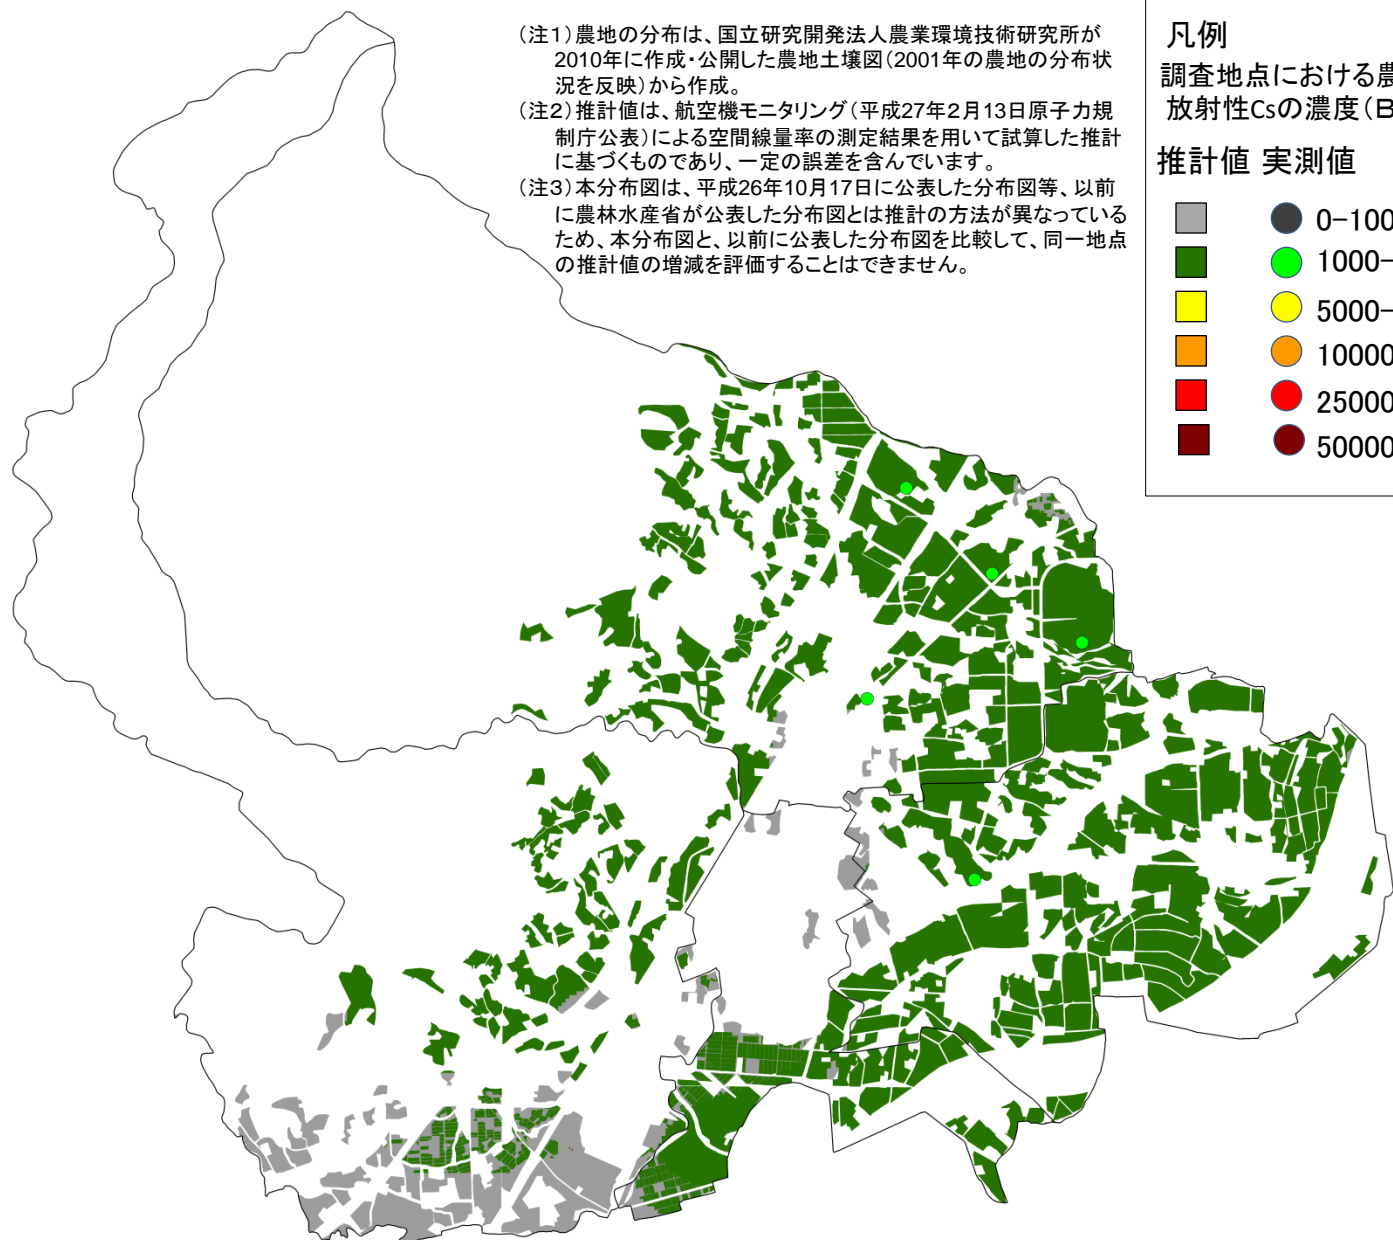 (注1)農地の分布は、国立研究開発法人農業環境技術研究所が
2010年に作成・公開した農地土壌図(2001年の農地の分布状
況を反映)から作成。
(注2)推計値は、航空機モニタリング(平成27年2月13日原子力規
制庁公表)による空間線量率の測定結果を用いて試算した推計
に基づくものであり、一定の誤差を含んでいます。
(注3)本分布図は、平成26年10月17日に公表した分布図等、以前
に農林水産省が公表した分布図とは推計の方法が異なっている
ため、本分布図と、以前に公表した分布図を比較して、同一地点
の推計値の増減を評価することはできません。
凡例
調査地点における農
放射性Csの濃度(B
推計値 実測値
0-100
1000-
5000-
10000
25000
50000